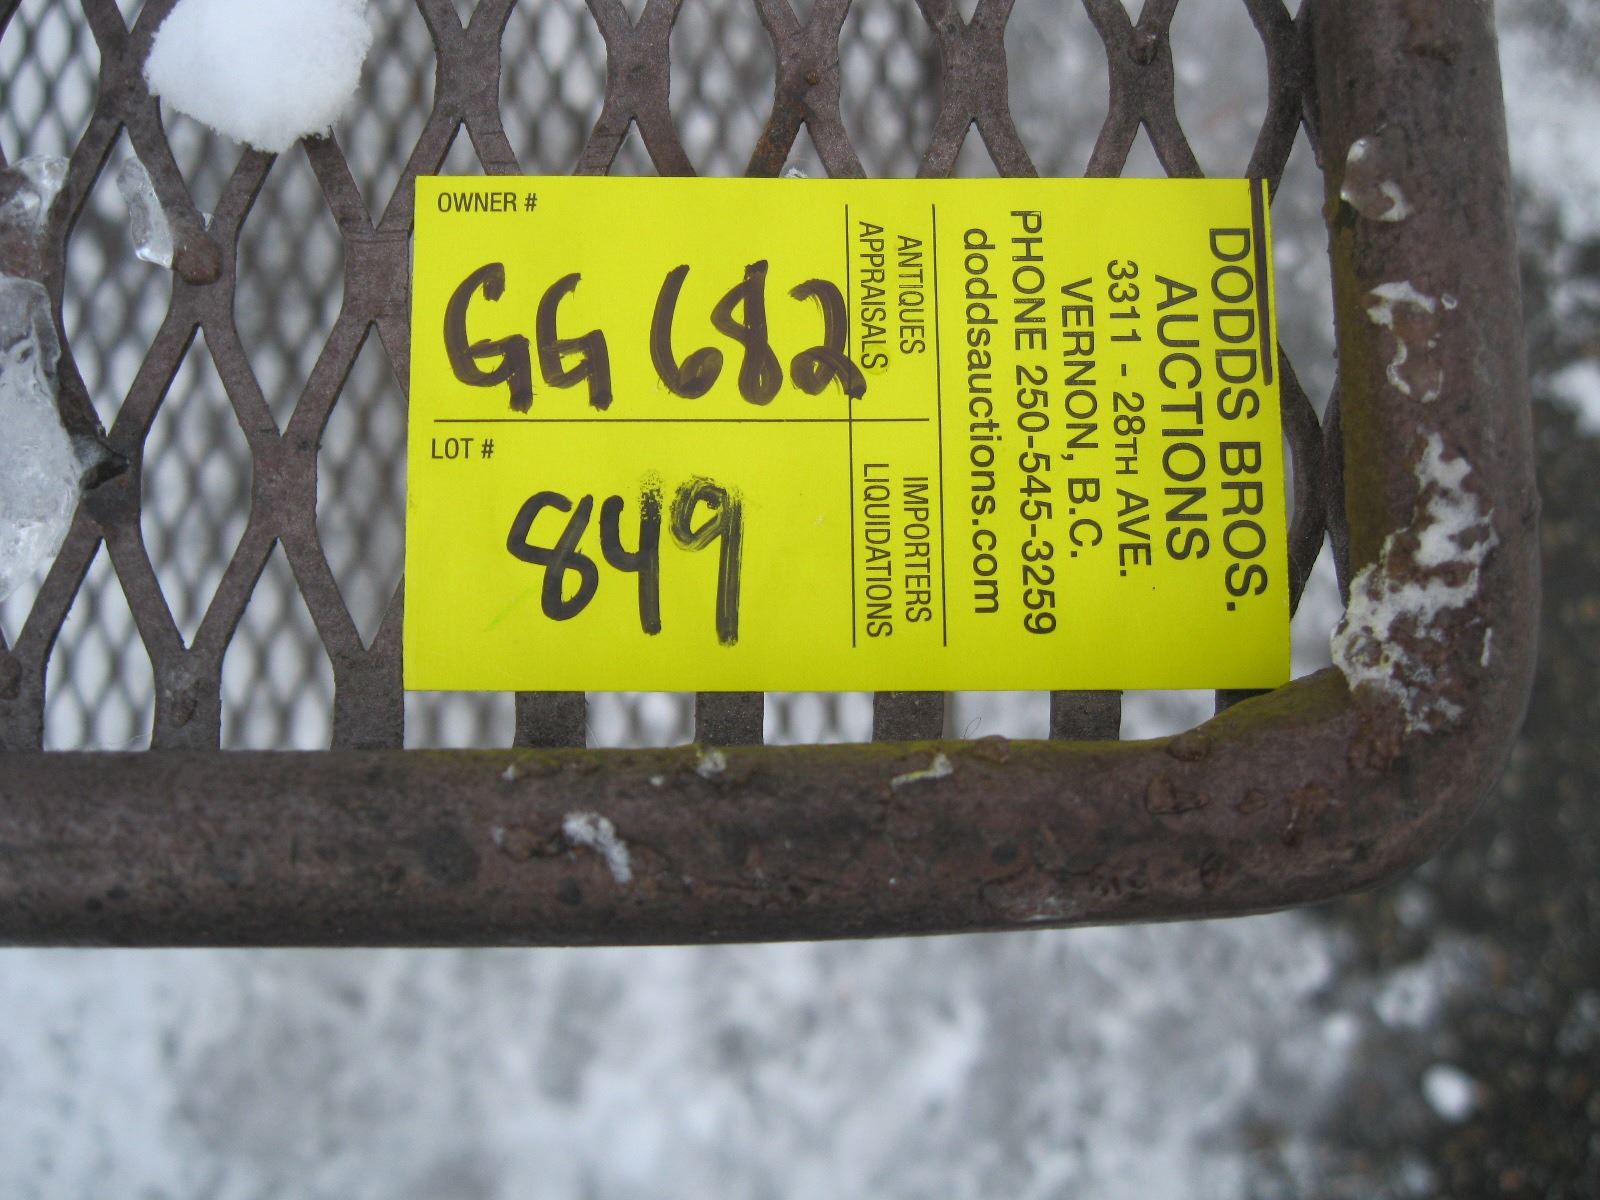 OWNER #
GG 682
LOT #
849
ANTIQUES
APPRAISALS
IMPORTERS
LIQUIDATIONS
DODDS BROS.
AUCTIONS
3311 - 28TH AVE.
VERNON, B.C.
PHONE 250-545-3259
doddsauctions.com